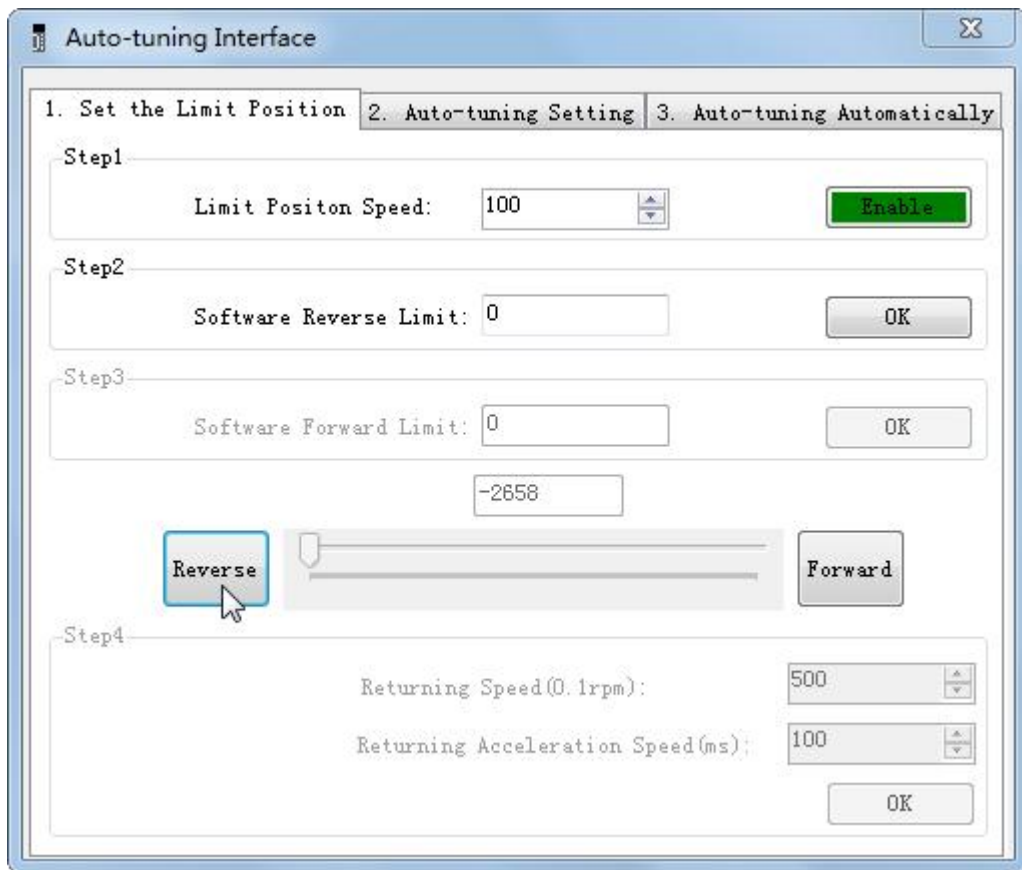 Auto-tuning Interface
1. Set the Limit Position 2. Auto-tuning Setting 3. Auto-tuning Automatically
Step1
Limit Positon Speed: 100 Enable
Step2
Software Reverse Limit: 0 OK
Step3
Software Forward Limit: 0 OK
-2658
Reverse Forward
Step4
Returning Speed(0.1rpm): 500
Returning Acceleration Speed(ms): 100
OK